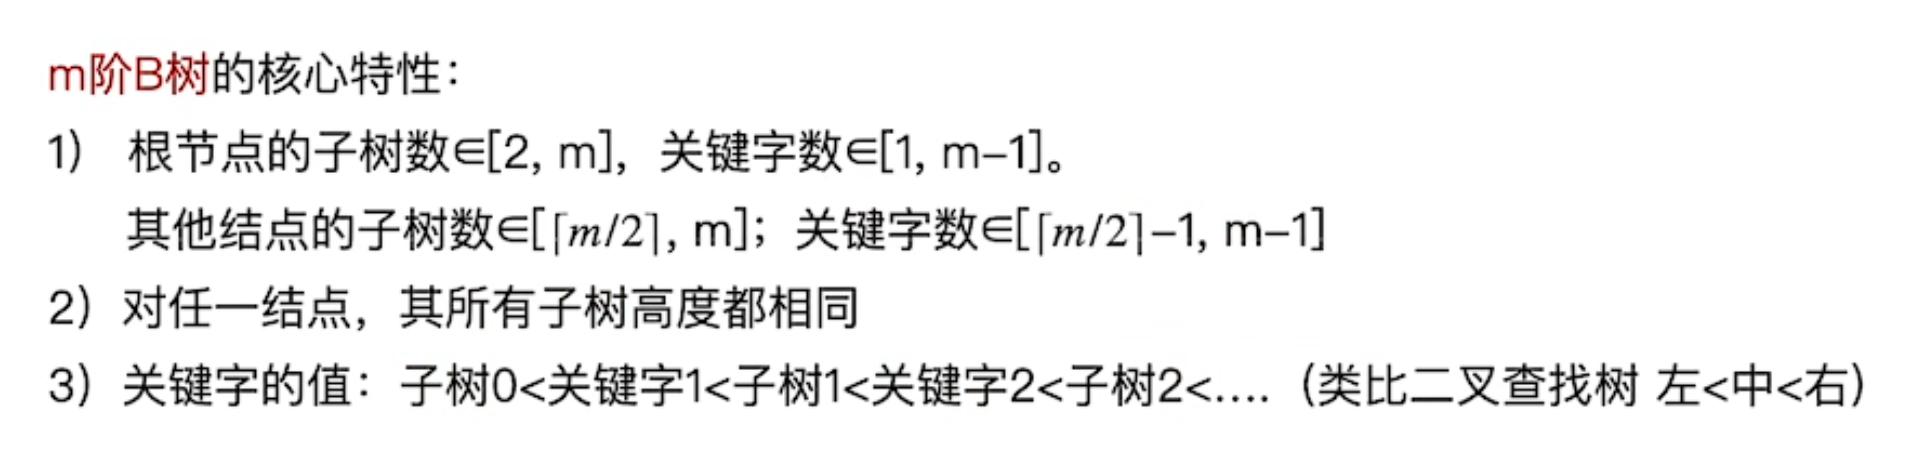 m阶B树的核心特性：
1） 根节点的子树数∈[2, m]，关键字数∈[1, m–1]。
其他结点的子树数∈[⌈m/2⌉, m]；关键字数∈[⌈m/2⌉–1, m–1]
2）对任一结点，其所有子树高度都相同
3）关键字的值：子树0<关键字1<子树1<关键字2<子树2<….（类比二叉查找树 左<中<右）